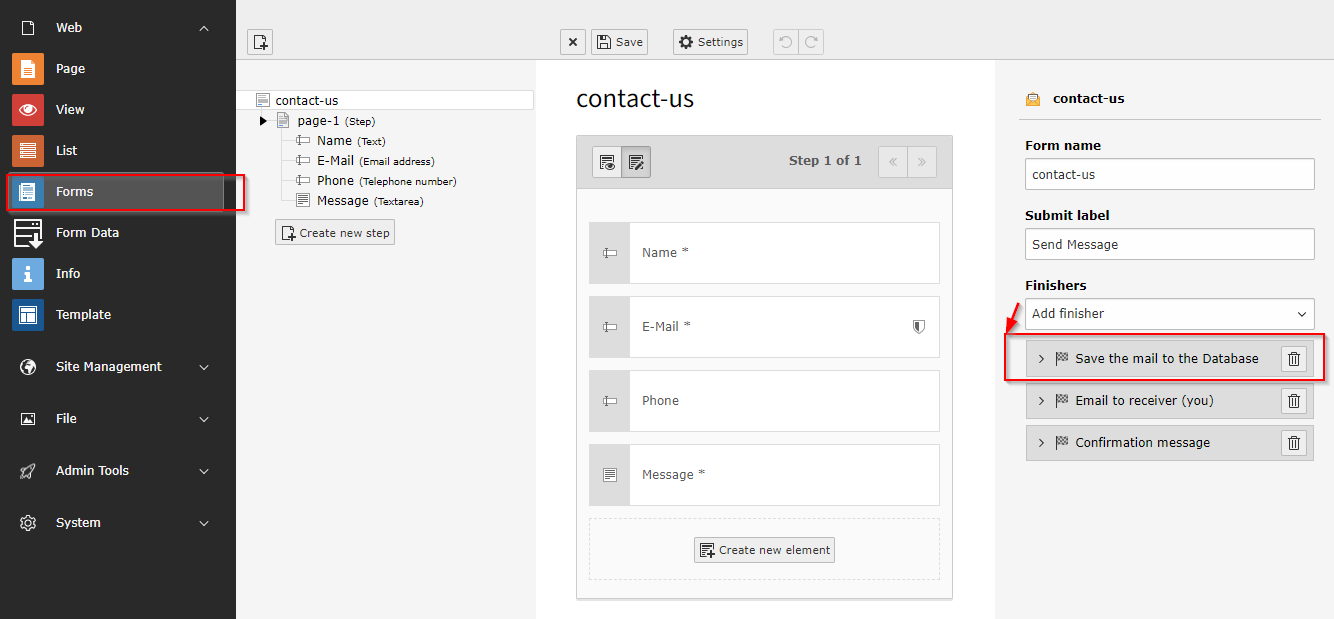 Web
Page
View
List
Forms
Form Data
Info
Template
Site Management
File
Admin Tools
System
Save
Settings
contact-us
page-1 (Step)
Name (Text)
E-Mail (Email address)
Phone (Telephone number)
Message (Textarea)
Create new step
contact-us
Step 1 of 1
Name *
E-Mail *
Phone
Message *
Create new element
contact-us
Form name
contact-us
Submit label
Send Message
Finishers
Add finisher
Save the mail to the Database
Email to receiver (you)
Confirmation message